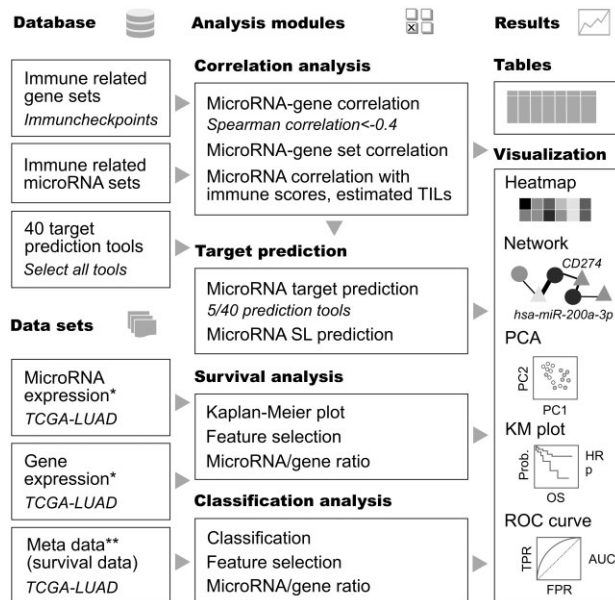 Database
Analysis modules
Results
Immune related
gene sets
Immuncheckpoints
Immune related
microRNA sets
40 target
prediction tools
Select all tools
Data sets
MicroRNA
expression*
TCGA-LUAD
Gene
expression*
TCGA-LUAD
Meta data**
(survival data)
TCGA-LUAD
Correlation analysis
MicroRNA-gene correlation
Spearman correlation<-0.4
MicroRNA-gene set correlation
MicroRNA correlation with
immune scores, estimated TILs
Target prediction
MicroRNA target prediction
5/40 prediction tools
MicroRNA SL prediction
Survival analysis
Kaplan-Meier plot
Feature selection
MicroRNA/gene ratio
Classification analysis
Classification
Feature selection
MicroRNA/gene ratio
Tables
Visualization
Heatmap
Network
CD274
hsa-miR-200a-3p
PCA
PC2
PC1
KM plot
Prob.
HR
p
OS
ROC curve
TPR
AUC
FPR